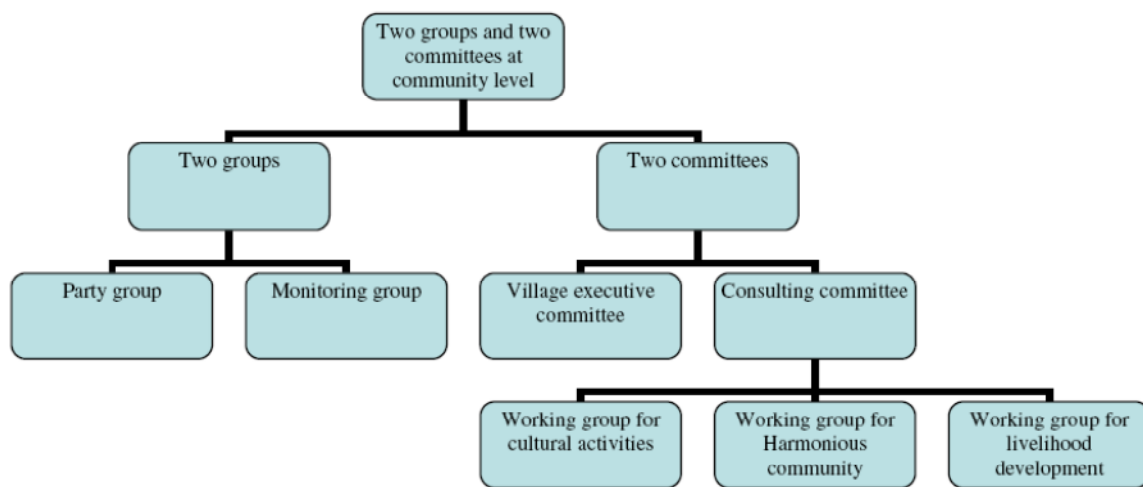 Two groups and two
committees at
community level
Two groups
Two committees
Party group
Monitoring group
Village executive
committee
Consulting committee
Working group for
cultural activities
Working group for
Harmonious
community
Working group for
livelihood
development